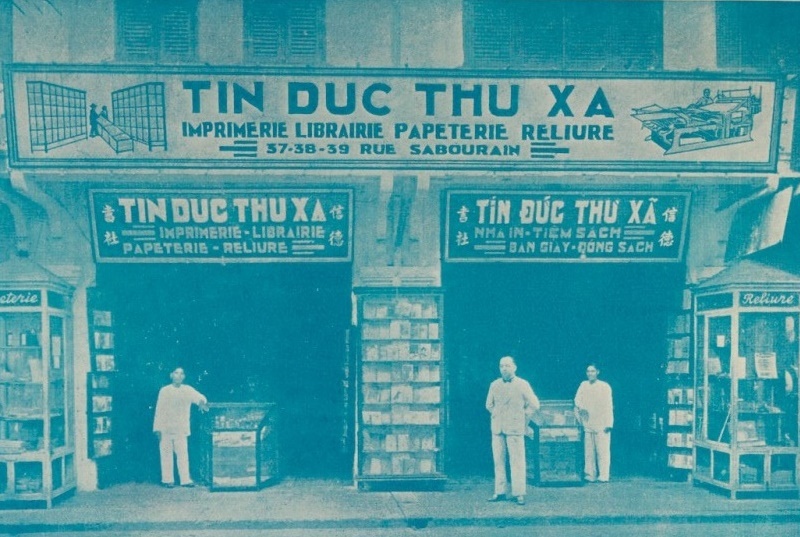 TIN DUC THU XA
IMPRIMERIE LIBRAIRIE PAPETERIE RELIURE
37-38-39 RUE SABOURAIN
書社
TIN DUC THU XA
IMPRIMERIE - LIBRAIRIE
PAPETERIE - RELIURE
信德
書社
TÍN ĐỨC THƯ XÃ
NHÀ IN - TIỆM SÁCH
BÁN GIẤY - ĐÓNG SÁCH
信德
eterie
Reliure